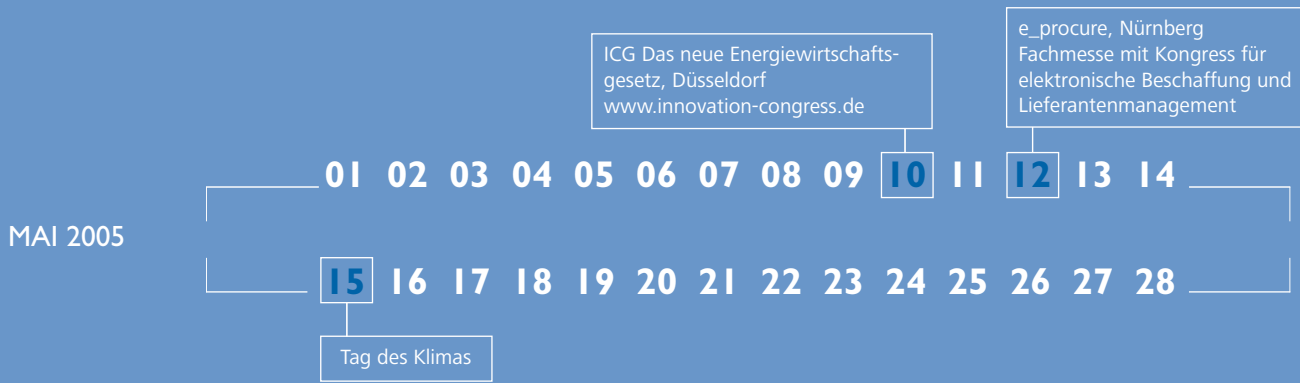 ICG Das neue Energiewirtschafts-
gesetz, Düsseldorf
www.innovation-congress.de
e_procure, Nürnberg
Fachmesse mit Kongress für
elektronische Beschaffung und
Lieferantenmanagement
01 02 03 04 05 06 07 08 09 10 11 12 13 14
MAI 2005
15 16 17 18 19 20 21 22 23 24 25 26 27 28
Tag des Klimas